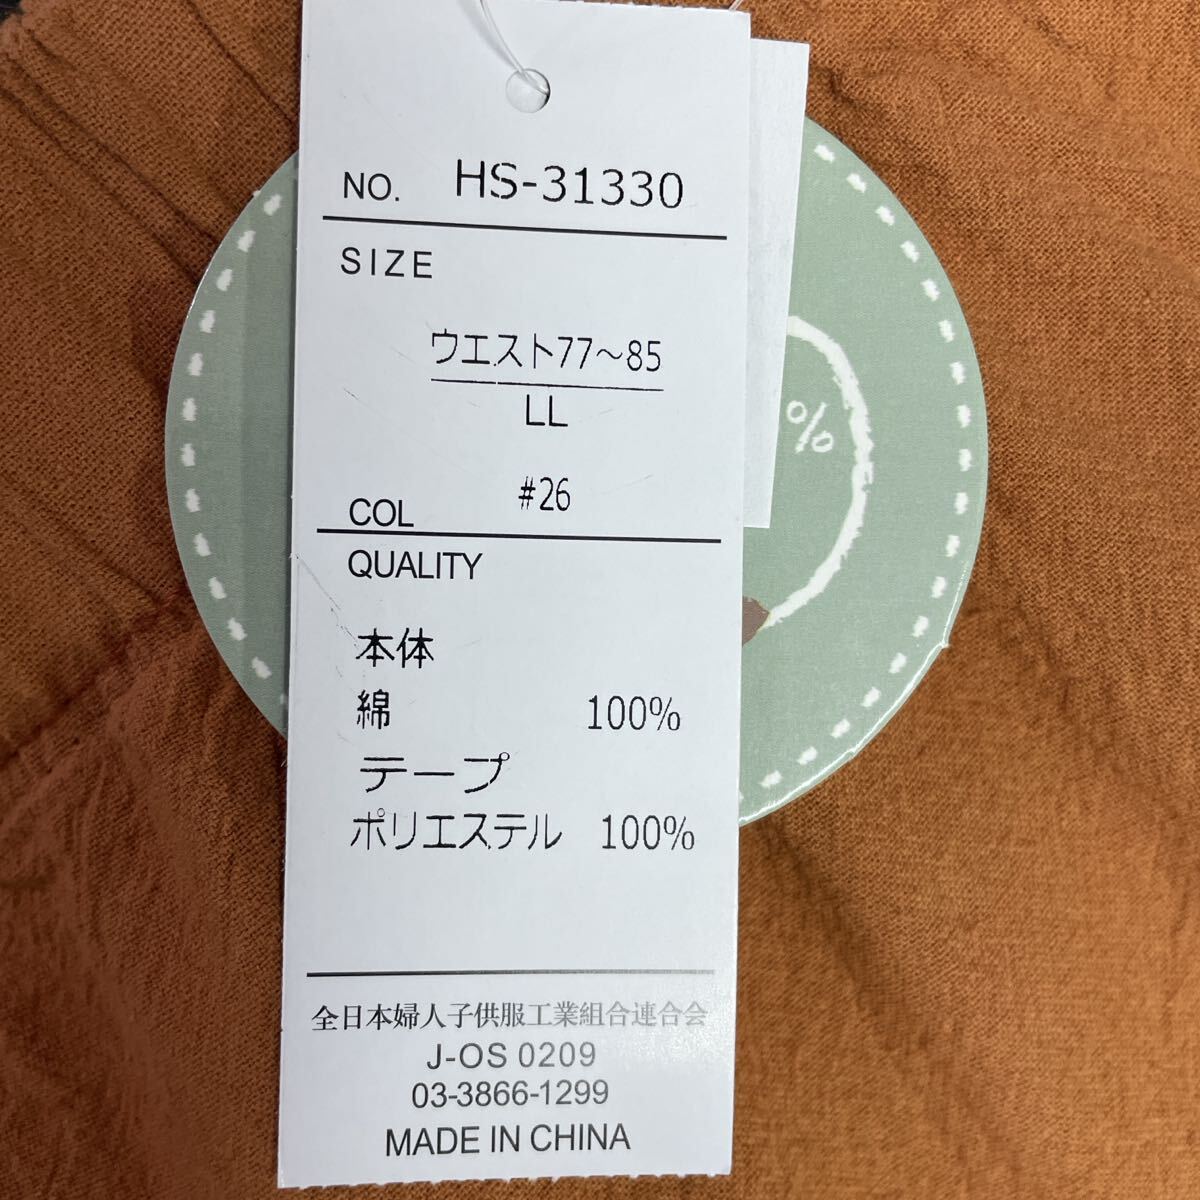 NO. HS-31330
SIZE
ウエスト77〜85
LL
COL #26
QUALITY
本体
綿 100%
テープ
ポリエステル 100%
全日本婦人子供服工業組合連合会
J-OS 0209
03-3866-1299
MADE IN CHINA
%